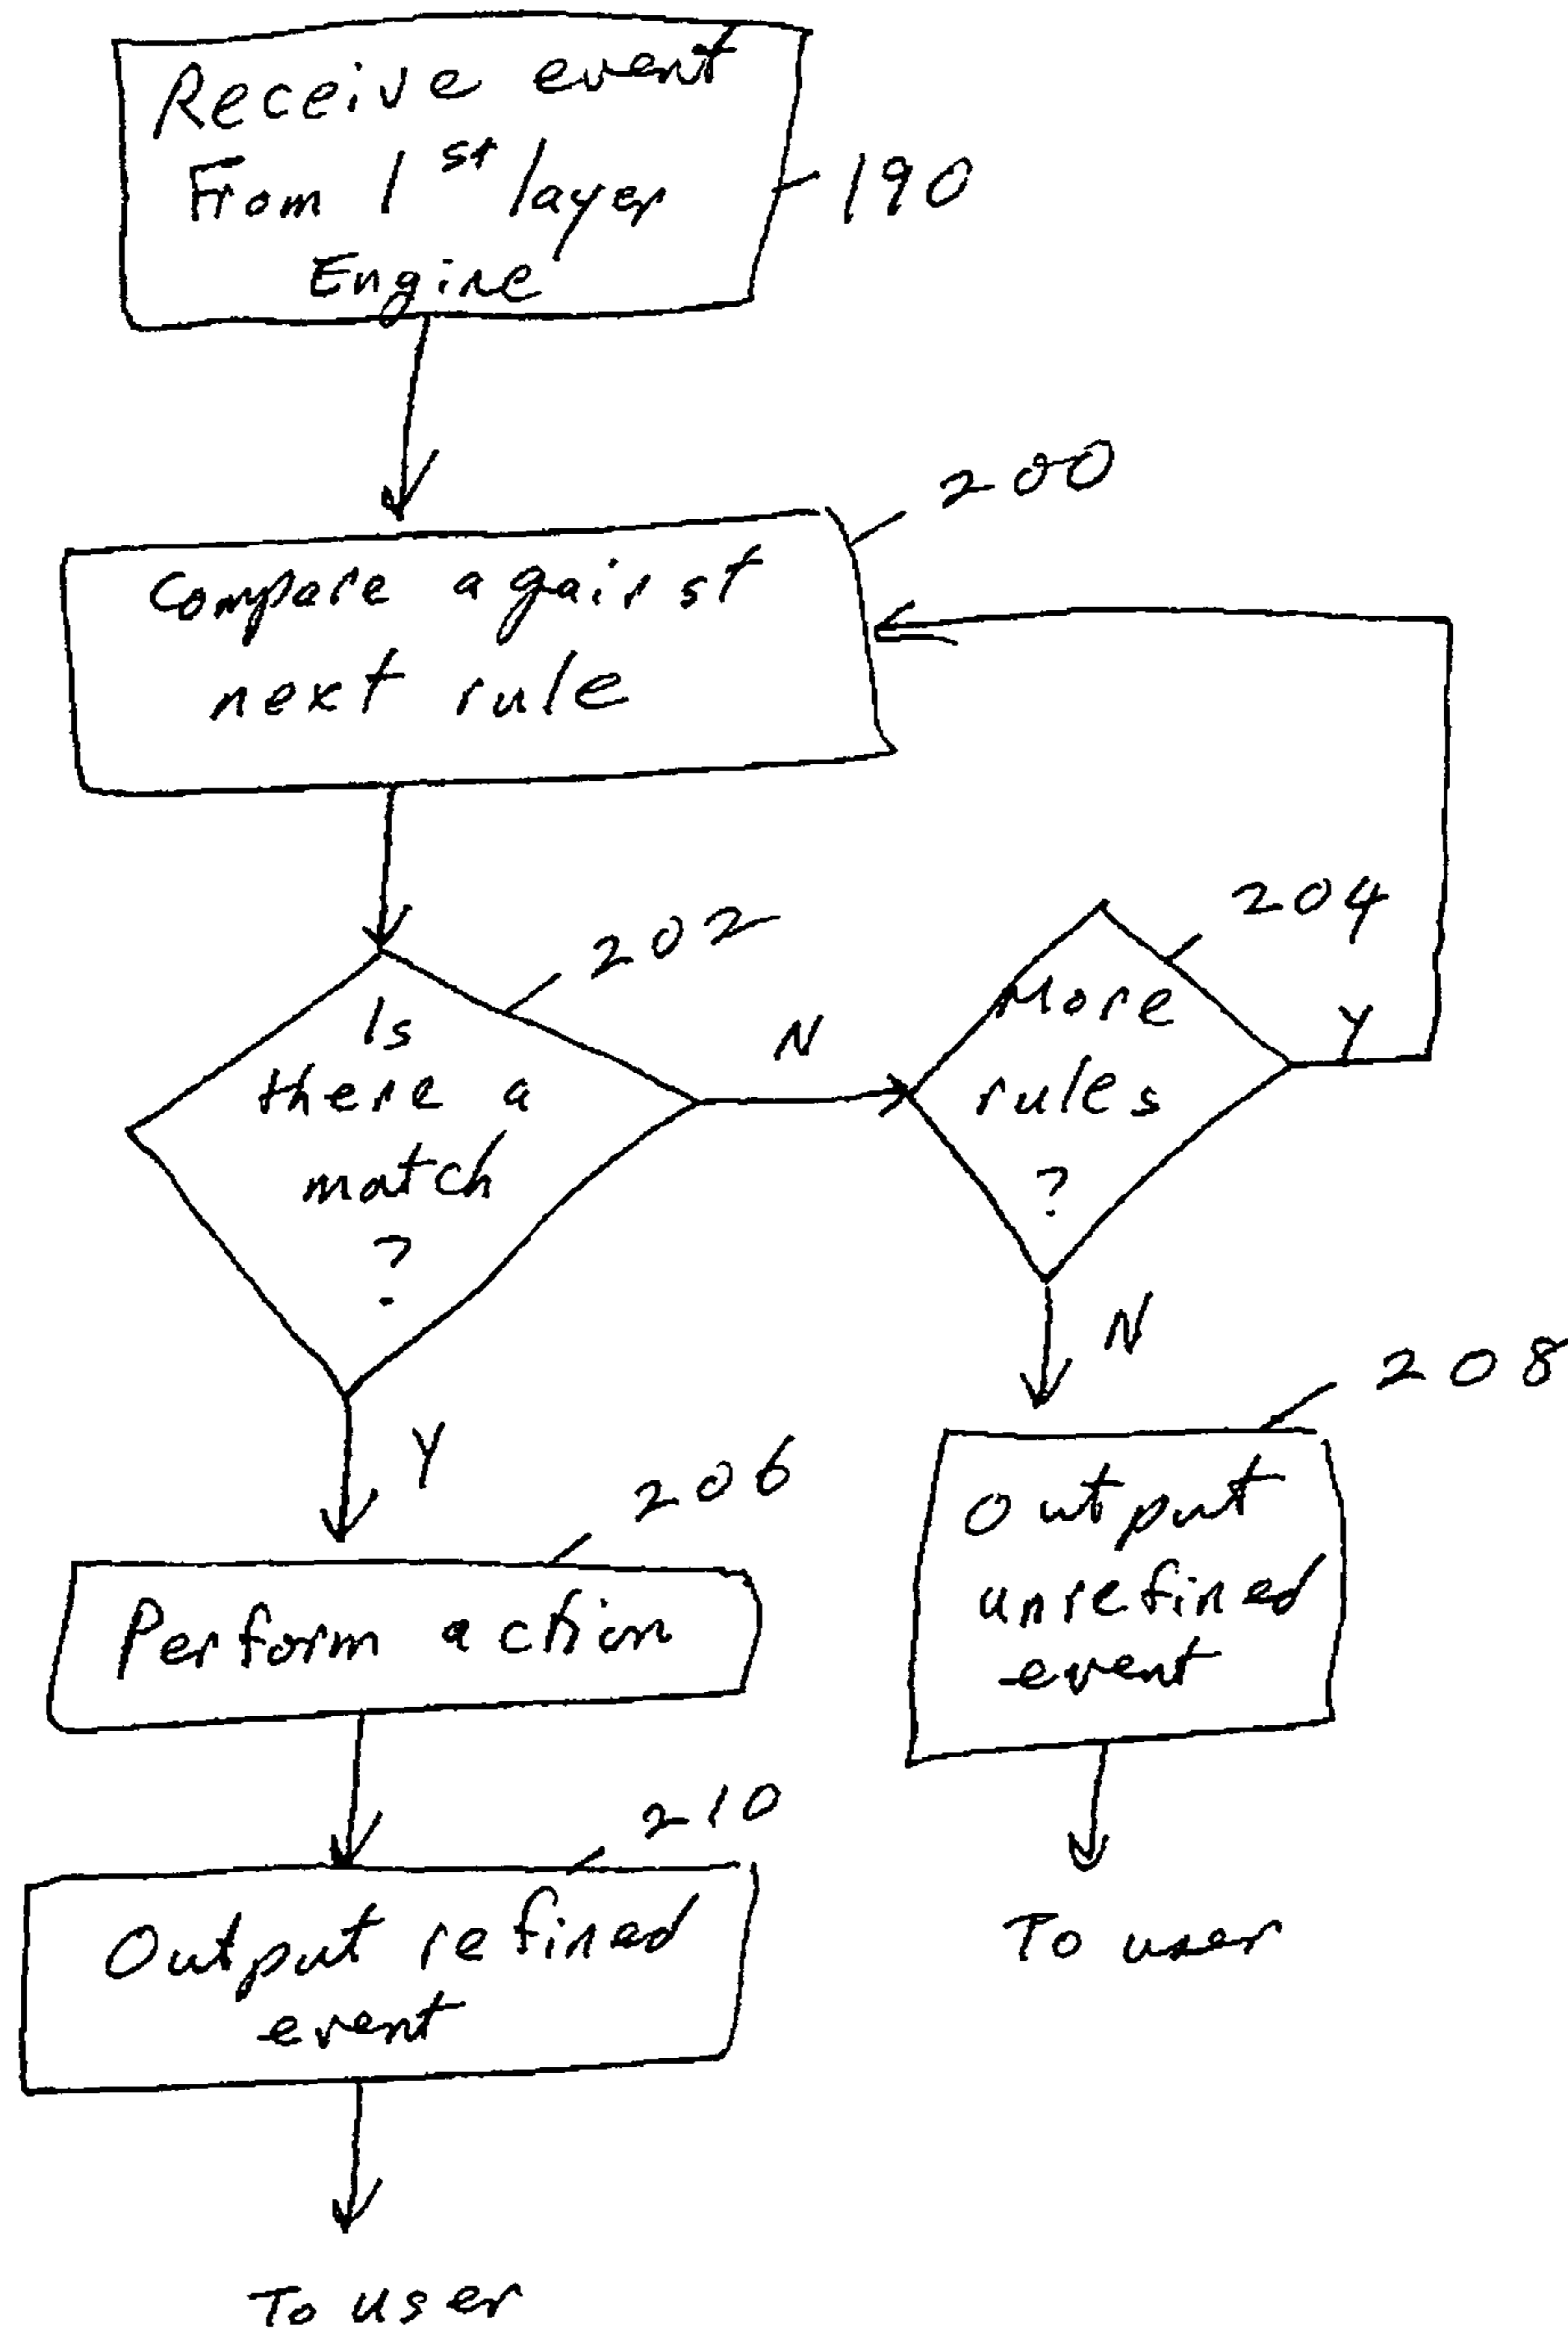 Receive event
From 1st layer
Engine
190
200
Compare against
next rule
202
204
Is
there a
match
?
N
More
rules
?
Y
N
208
Y
206
Output
unrefined
event
Perform action
210
Output refined
event
To user
To user